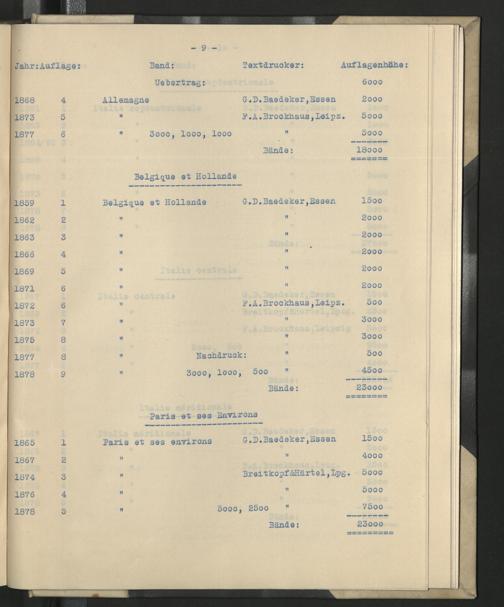 - 9 -
Jahr:Auflage: Band: Textdrucker: Auflagenhöhe:
Uebertrag: 6000
1868 4 Allemagne G.D.Baedeker,Essen 2000
1873 5 " F.A.Brockhaus,Leipz. 5000
1877 6 " 3000, 1000, 1000 " 5000
Bände: 18000
Belgique et Hollande
1859 1 Belgique et Hollande G.D.Baedeker,Essen 1500
1862 2 " " 2000
1863 3 " " 2000
1866 4 " " 2000
1869 5 " " 2000
1871 6 " " 2000
1872 6 " F.A.Brockhaus,Leipz. 500
1873 7 " " 3000
1875 8 " " 3000
1877 8 " Nachdruck: " 500
1878 9 " 3000, 1000, 500 " 4500
Bände: 23000
Paris et ses Environs
1865 1 Paris et ses environs G.D.Baedeker,Essen 1500
1867 2 " " 4000
1874 3 " Breitkopf&Härtel,Lpg. 5000
1876 4 " " 5000
1878 5 " 5000, 2500 " 7500
Bände: 23000